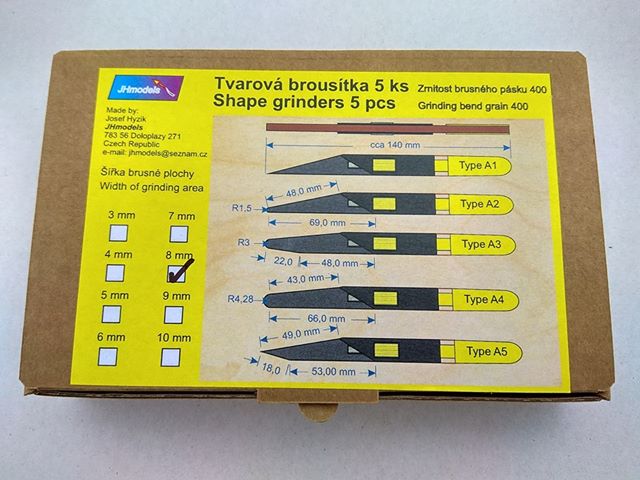 JHmodels
Tvarová brousítka 5 ks
Zrnitost brusného pásku 400
Shape grinders 5 pcs
Grinding bend grain 400
Made by:
Josef Hyzik
JHmodels
783 56 Doloplazy 271
Czech Republic
e-mail: jhmodels@seznam.cz
Šířka brusné plochy
Width of grinding area
3 mm
7 mm
4 mm
8 mm
5 mm
9 mm
6 mm
10 mm
cca 140 mm
Type A1
48,0 mm
R1,5
Type A2
69,0 mm
R3
Type A3
22,0
48,0 mm
43,0 mm
R4,28
Type A4
66,0 mm
49,0 mm
Type A5
18,0
53,00 mm